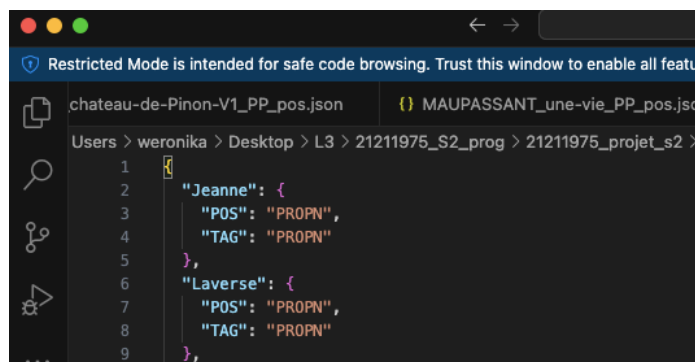 Restricted Mode is intended for safe code browsing. Trust this window to enable all
chateau-de-Pinon-V1_PP_pos.json {} MAUPASSANT_une-vie_PP_pos.jso
Users > weronika > Desktop > L3 > 21211975_S2_prog > 21211975_projet_s2 >
1 {
2 "Jeanne": {
3 "POS": "PROPN",
4 "TAG": "PROPN"
5 },
6 "Laverse": {
7 "POS": "PROPN",
8 "TAG": "PROPN"
9 },